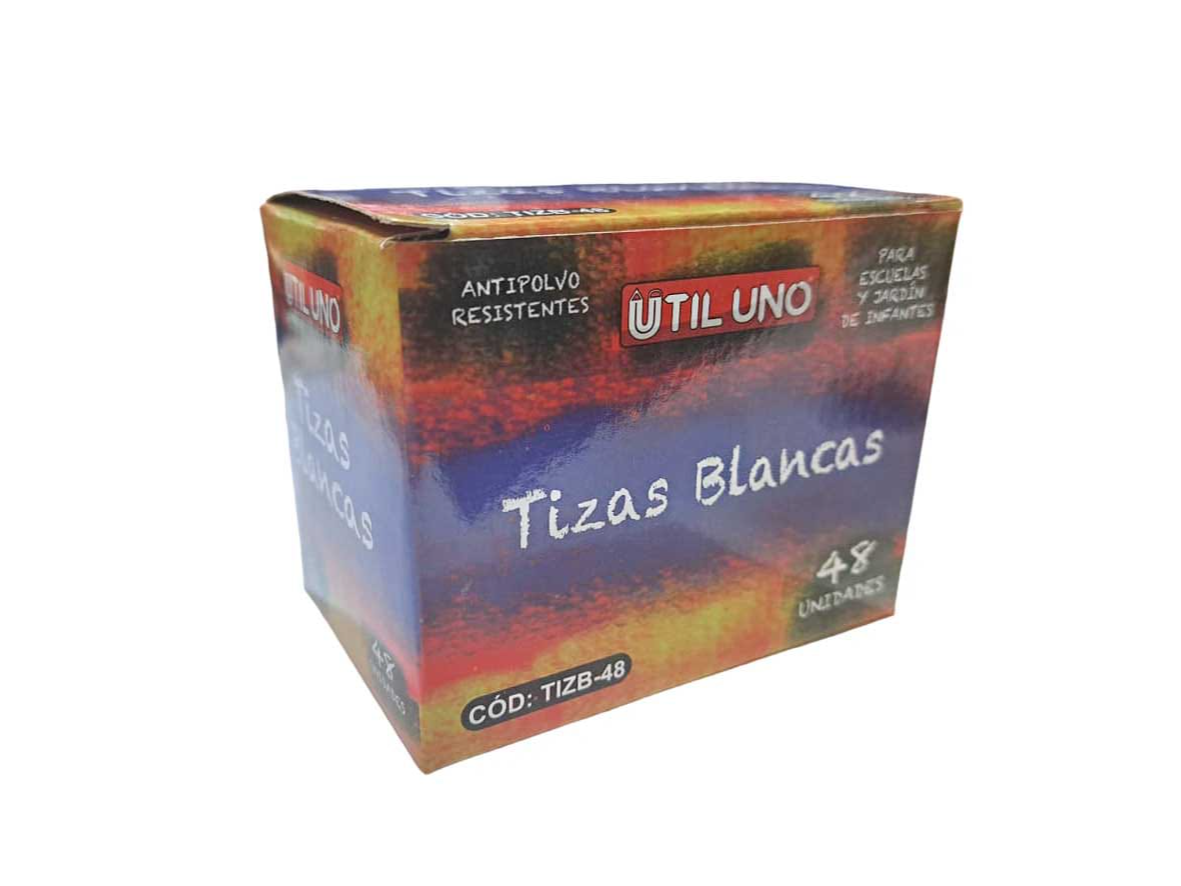 CÓD: TIZB-48
ANTIPOLVO
RESISTENTES
ÚTIL UNO
PARA
ESCUELAS
Y JARDÍN
DE INFANTES
Tizas Blancas
48
UNIDADES
CÓD: TIZB-48
ÚTIL UNO
Tizas
Blancas
48
UNIDADES